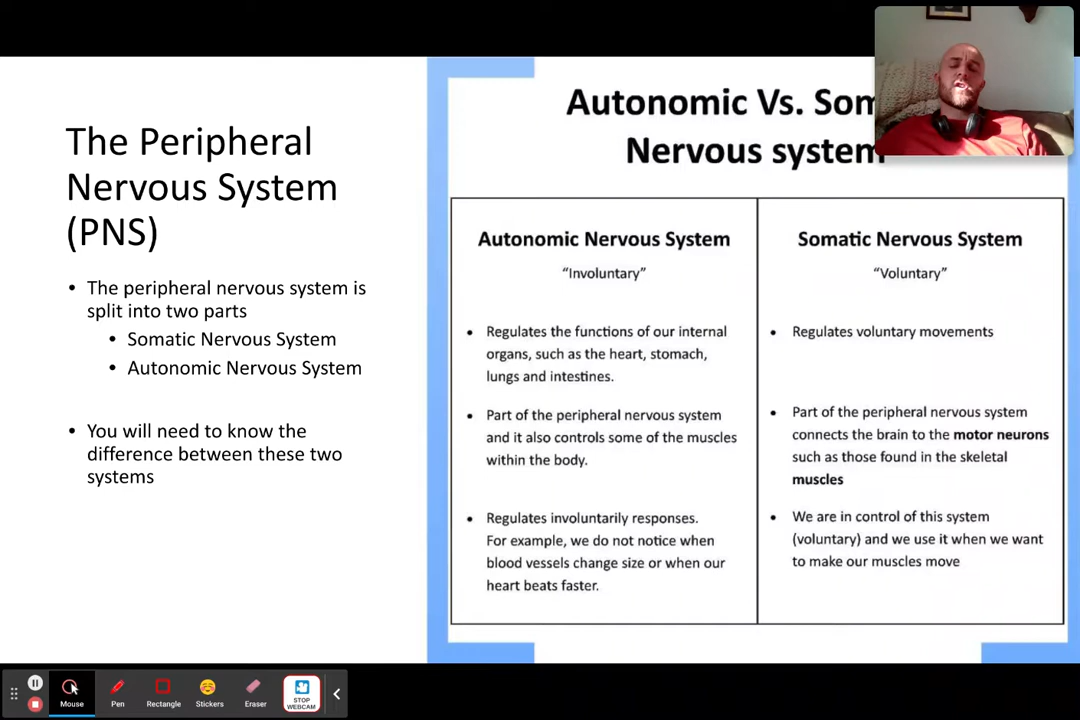 The Peripheral
Nervous System
(PNS)
• The peripheral nervous system is
split into two parts
• Somatic Nervous System
• Autonomic Nervous System
• You will need to know the
difference between these two
systems
Autonomic Vs. Som
Nervous system
Autonomic Nervous System
“Involuntary”
• Regulates the functions of our internal
organs, such as the heart, stomach,
lungs and intestines.
• Part of the peripheral nervous system
and it also controls some of the muscles
within the body.
• Regulates involuntarily responses.
For example, we do not notice when
blood vessels change size or when our
heart beats faster.
Somatic Nervous System
“Voluntary”
• Regulates voluntary movements
• Part of the peripheral nervous system
connects the brain to the motor neurons
such as those found in the skeletal
muscles
• We are in control of this system
(voluntary) and we use it when we want
to make our muscles move
Mouse
Pen
Rectangle
Stickers
Eraser
STOP
WEBCAM